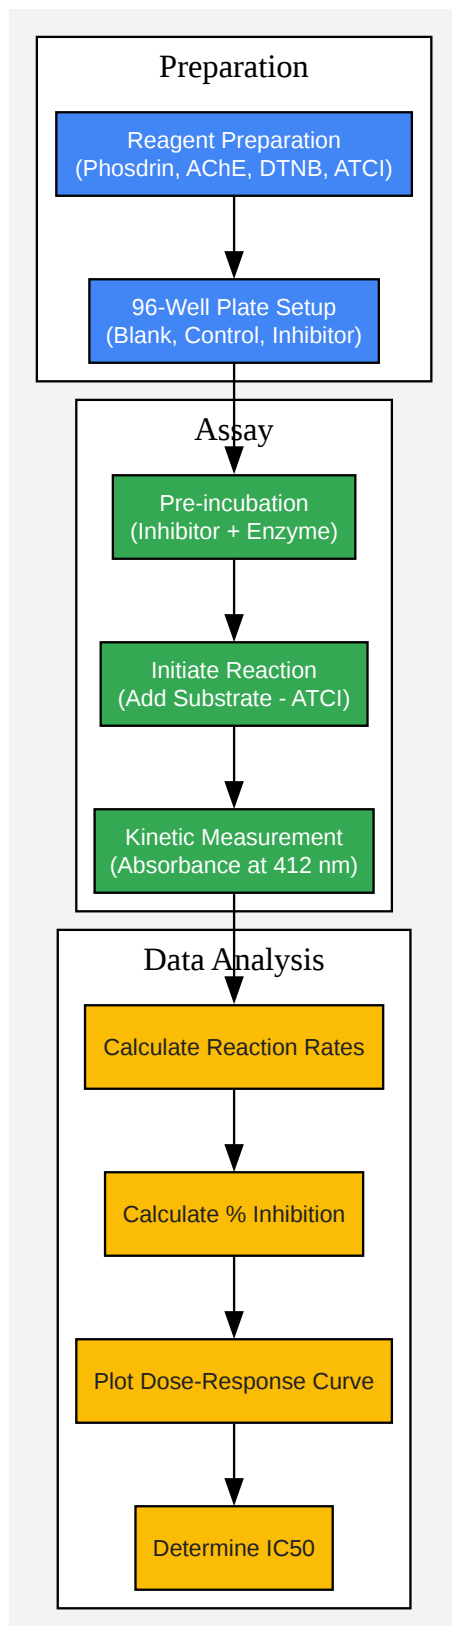 Preparation
Reagent Preparation
(Phosdrin, AChE, DTNB, ATCI)
96-Well Plate Setup
(Blank, Control, Inhibitor)
Assay
Pre-incubation
(Inhibitor + Enzyme)
Initiate Reaction
(Add Substrate - ATCI)
Kinetic Measurement
(Absorbance at 412 nm)
Data Analysis
Calculate Reaction Rates
Calculate % Inhibition
Plot Dose-Response Curve
Determine IC50